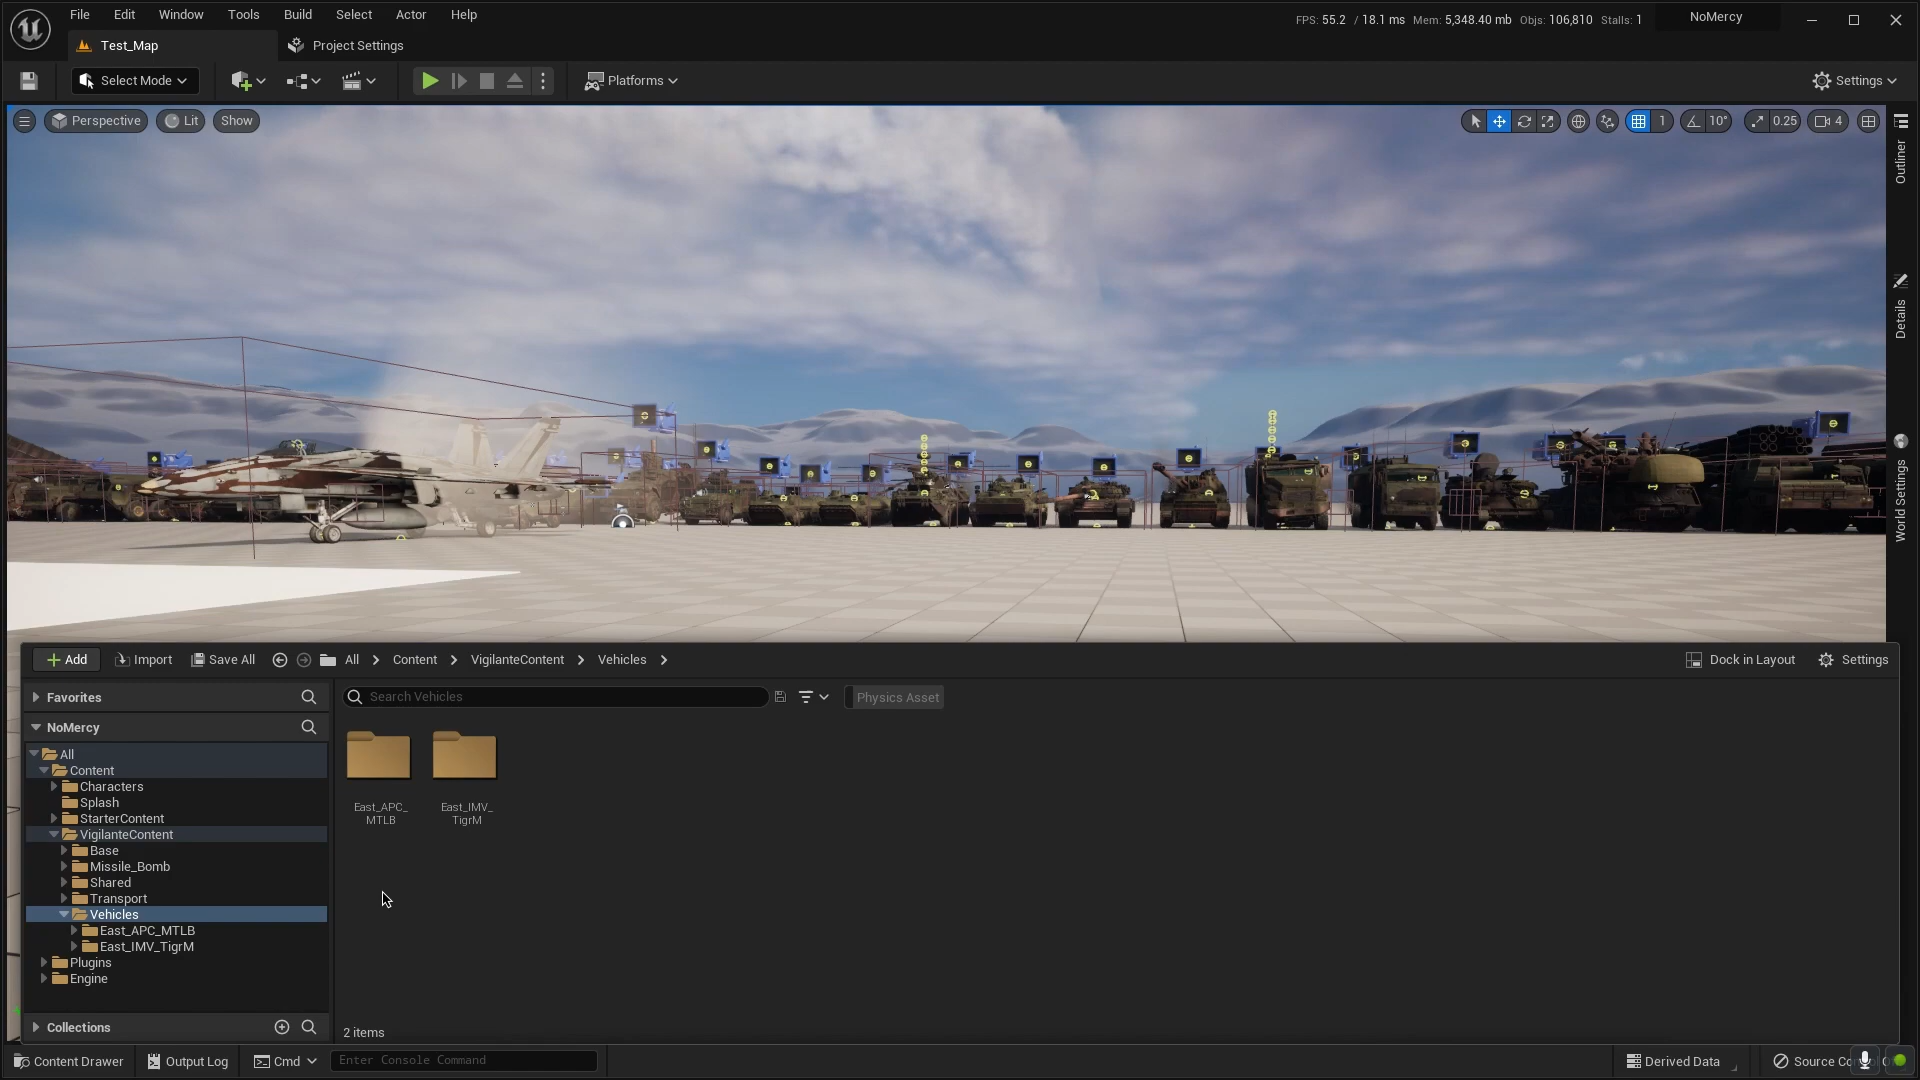 File Edit Window Tools Build Select Actor Help
FPS: 55.2 / 18.1 ms Mem: 5,348.40 mb Objs: 106,810 Stalls: 1
NoMercy
Test_Map
Project Settings
Select Mode
Platforms
Settings
Perspective
Lit
Show
1
10°
0.25
4
Outliner
Details
World Settings
Add
Import
Save All
All
Content
VigilanteContent
Vehicles
Dock in Layout
Settings
Favorites
Search Vehicles
Physics Asset
NoMercy
All
Content
Characters
Splash
StarterContent
VigilanteContent
Base
Missile_Bomb
Shared
Transport
Vehicles
East_APC_MTLB
East_IMV_TigrM
Plugins
Engine
Collections
East_APC_
MTLB
East_IMV_
TigrM
2 items
Content Drawer
Output Log
Cmd
Enter Console Command
Derived Data
Source